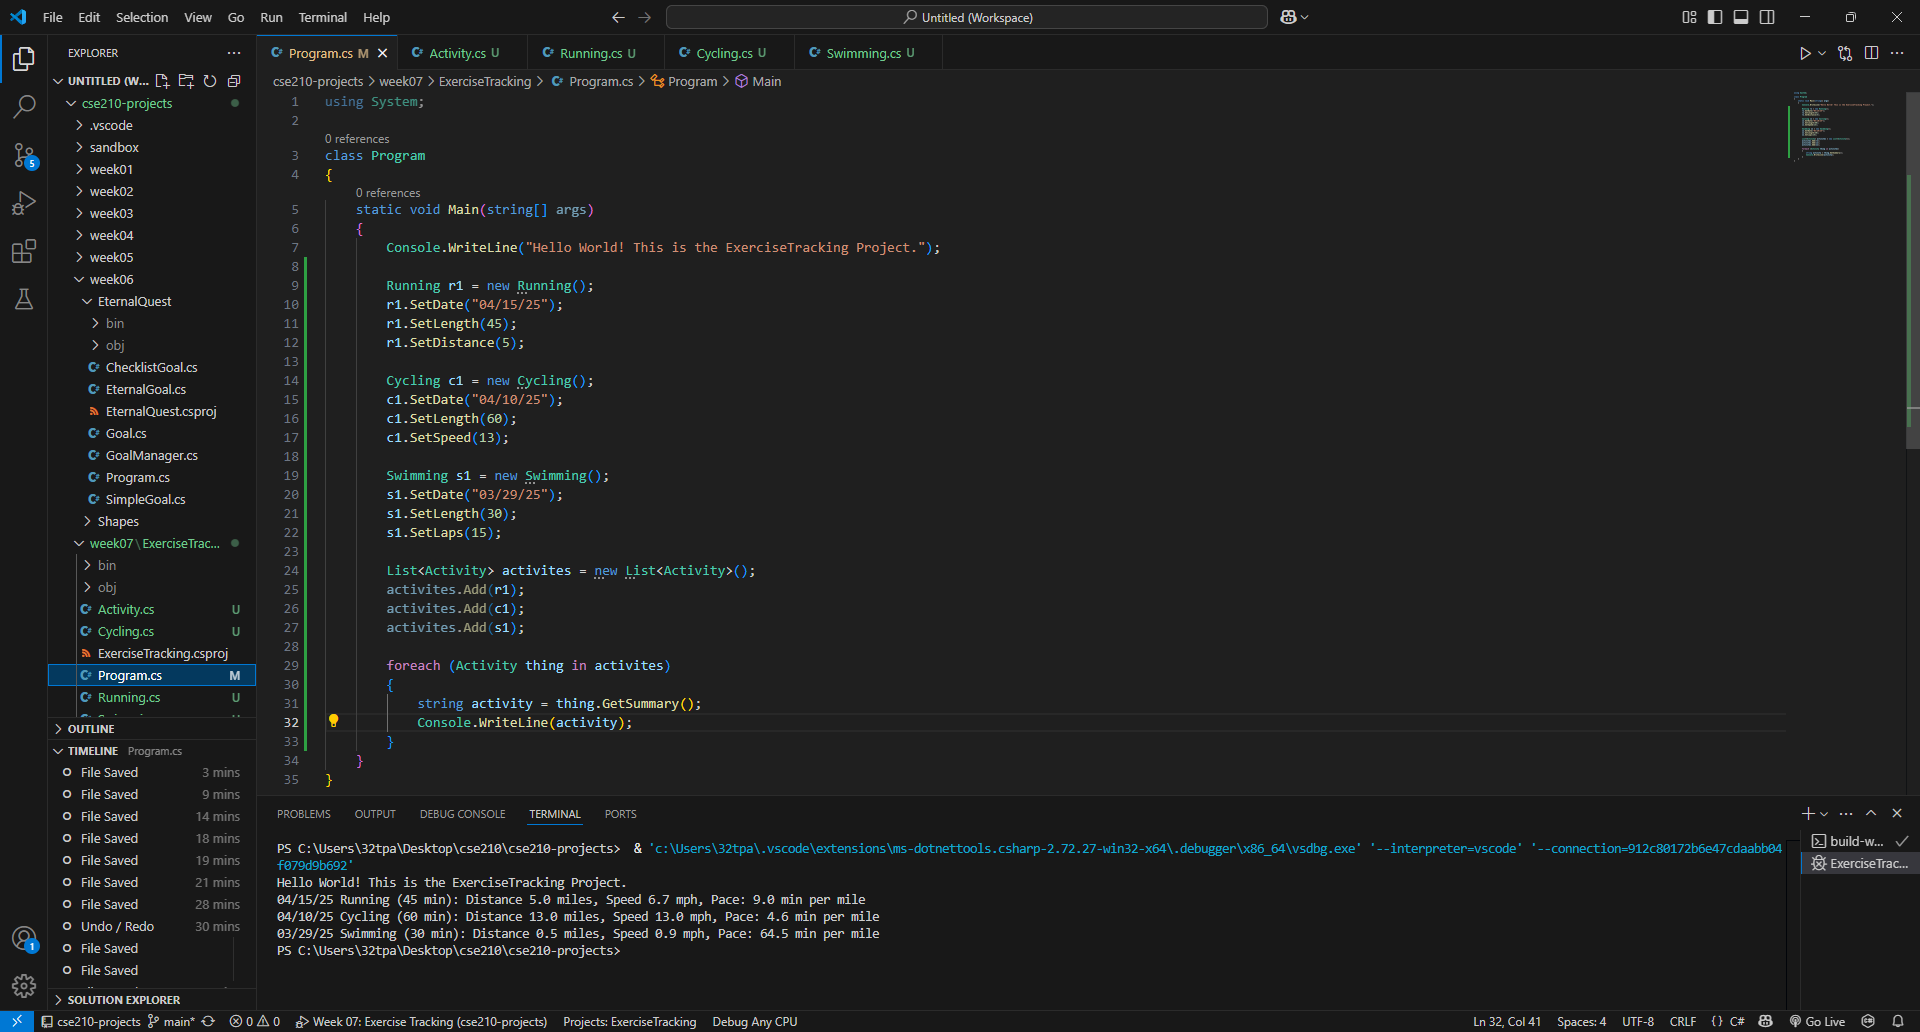 File Edit Selection View Go Run Terminal Help
Untitled (Workspace)
EXPLORER
UNTITLED (W...
cse210-projects
.vscode
sandbox
week01
week02
week03
week04
week05
week06
EternalQuest
bin
obj
ChecklistGoal.cs
EternalGoal.cs
EternalQuest.csproj
Goal.cs
GoalManager.cs
Program.cs
SimpleGoal.cs
Shapes
week07\ExerciseTrac...
bin
obj
Activity.cs U
Cycling.cs U
ExerciseTracking.csproj
Program.cs M
Running.cs U
OUTLINE
TIMELINE Program.cs
File Saved 3 mins
File Saved 9 mins
File Saved 14 mins
File Saved 18 mins
File Saved 19 mins
File Saved 21 mins
File Saved 28 mins
Undo / Redo 30 mins
File Saved
File Saved
SOLUTION EXPLORER
5
1
Program.cs M Activity.cs U Running.cs U Cycling.cs U Swimming.cs U
cse210-projects > week07 > ExerciseTracking > Program.cs > Program > Main
1 using System;
2
0 references
3 class Program
4 {
0 references
5 static void Main(string[] args)
6 {
7 Console.WriteLine("Hello World! This is the ExerciseTracking Project.");
8
9 Running r1 = new Running();
10 r1.SetDate("04/15/25");
11 r1.SetLength(45);
12 r1.SetDistance(5);
13
14 Cycling c1 = new Cycling();
15 c1.SetDate("04/10/25");
16 c1.SetLength(60);
17 c1.SetSpeed(13);
18
19 Swimming s1 = new Swimming();
20 s1.SetDate("03/29/25");
21 s1.SetLength(30);
22 s1.SetLaps(15);
23
24 List<Activity> activites = new List<Activity>();
25 activites.Add(r1);
26 activites.Add(c1);
27 activites.Add(s1);
28
29 foreach (Activity thing in activites)
30 {
31 string activity = thing.GetSummary();
32 Console.WriteLine(activity);
33 }
34 }
35 }
PROBLEMS OUTPUT DEBUG CONSOLE TERMINAL PORTS
PS C:\Users\32tpa\Desktop\cse210\cse210-projects> & 'c:\Users\32tpa\.vscode\extensions\ms-dotnettools.csharp-2.72.27-win32-x64\.debugger\x86_64\vsdbg.exe' '--interpreter=vscode' '--connection=912c80172b6e47cdaabb04
f079d9b692'
Hello World! This is the ExerciseTracking Project.
04/15/25 Running (45 min): Distance 5.0 miles, Speed 6.7 mph, Pace: 9.0 min per mile
04/10/25 Cycling (60 min): Distance 13.0 miles, Speed 13.0 mph, Pace: 4.6 min per mile
03/29/25 Swimming (30 min): Distance 0.5 miles, Speed 0.9 mph, Pace: 64.5 min per mile
PS C:\Users\32tpa\Desktop\cse210\cse210-projects>
build-w...
ExerciseTrac...
cse210-projects main* 0 0 Week 07: Exercise Tracking (cse210-projects) Projects: ExerciseTracking Debug Any CPU Ln 32, Col 41 Spaces: 4 UTF-8 CRLF {} C# Go Live